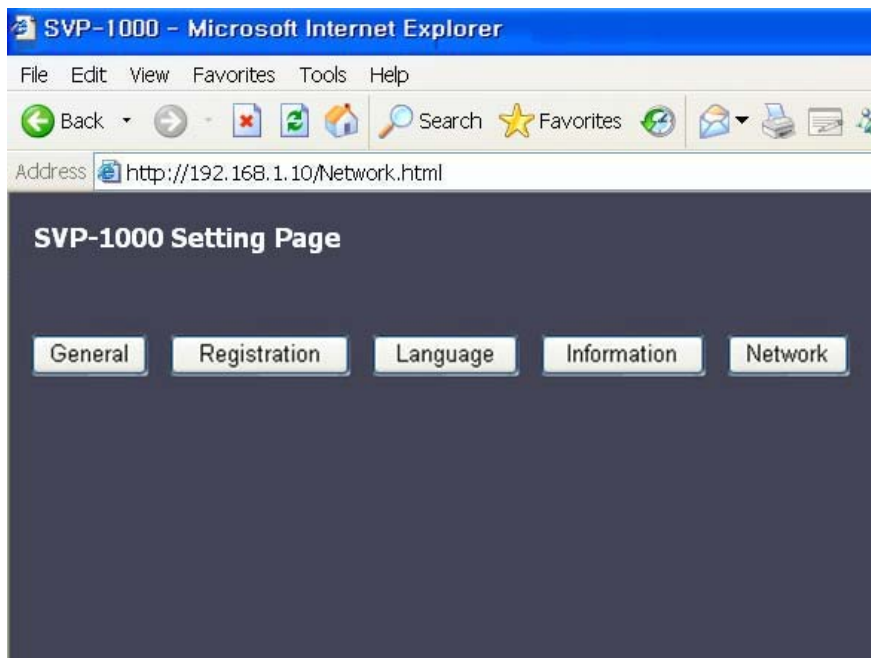 SVP-1000 - Microsoft Internet Explorer
File Edit View Favorites Tools Help
Back Search Favorites
Address http://192.168.1.10/Network.html
SVP-1000 Setting Page
General Registration Language Information Network